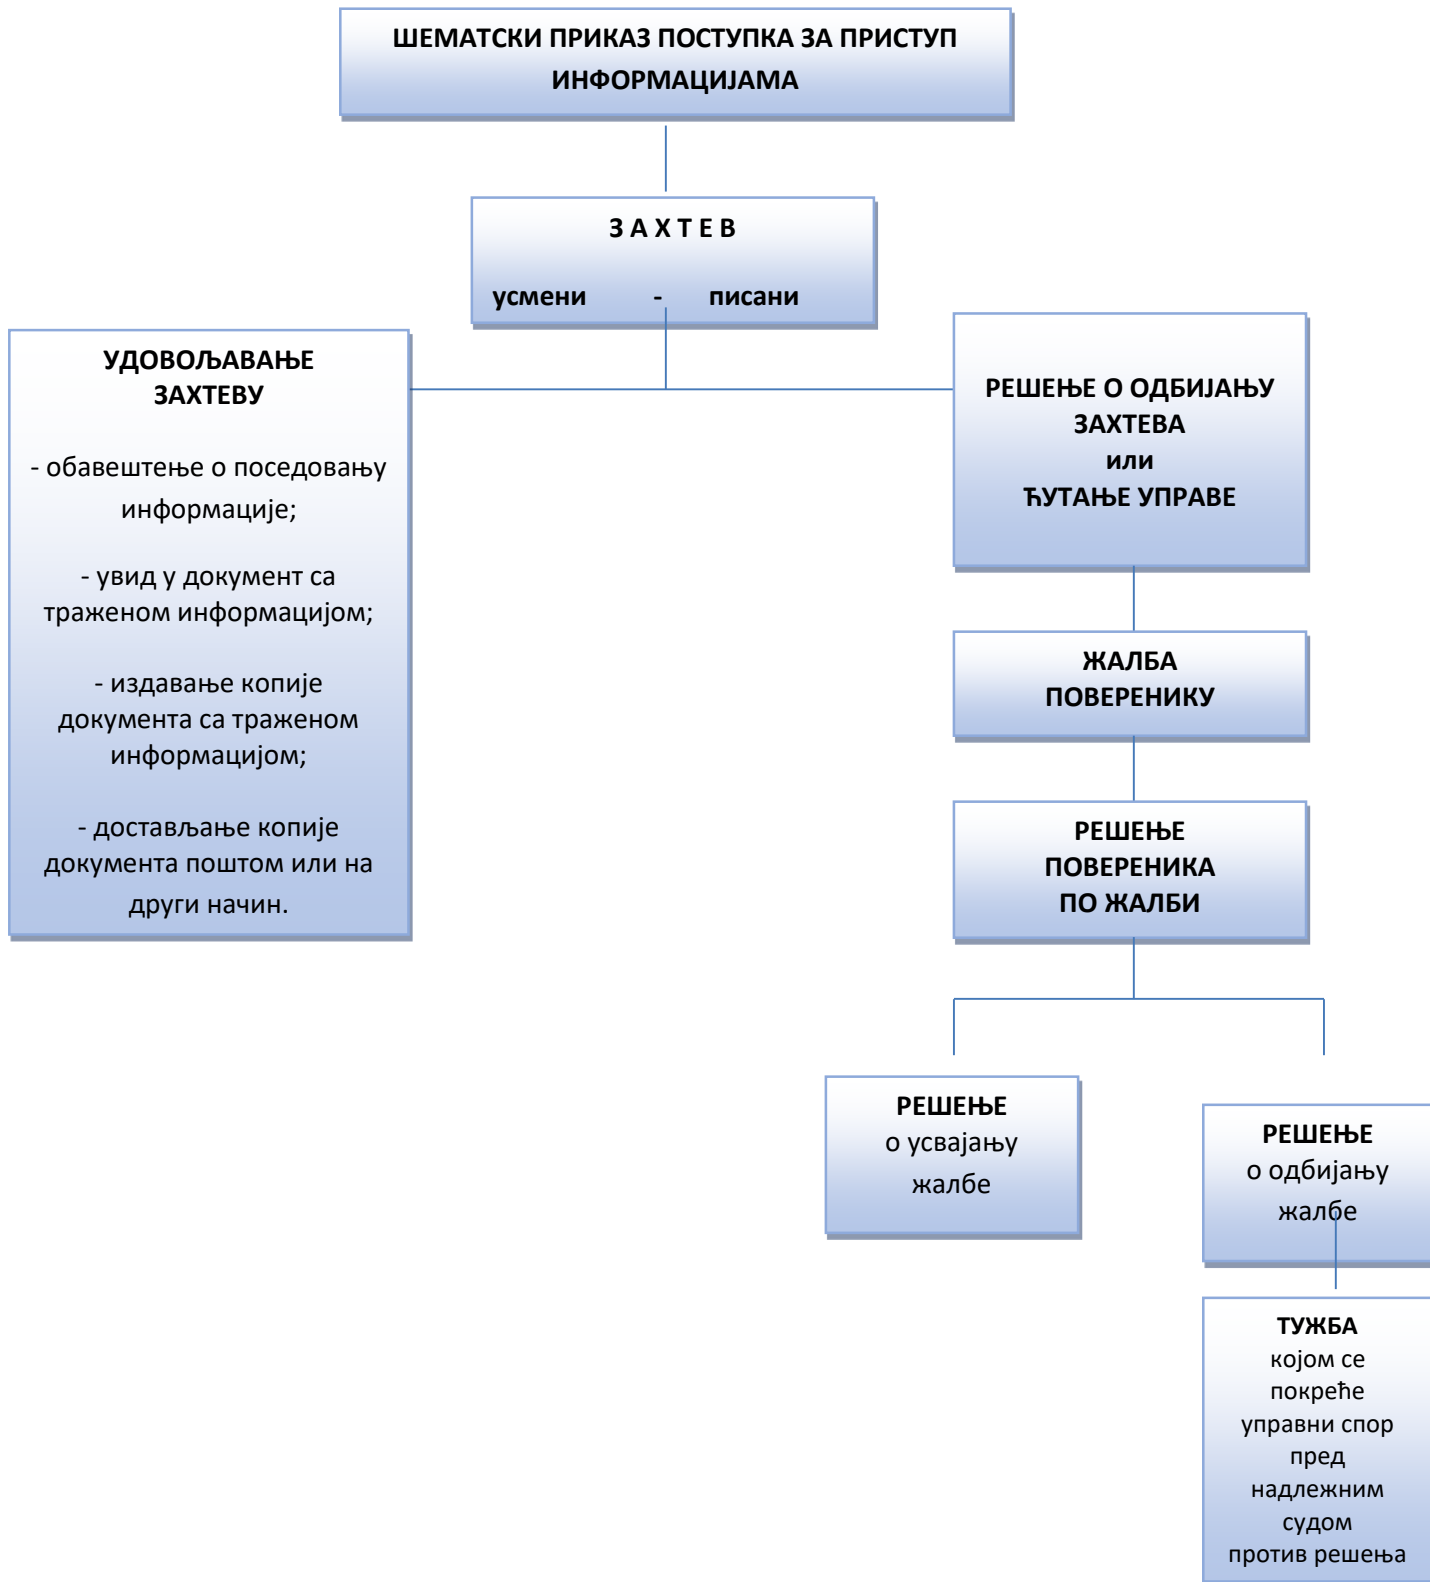 ШЕМАТСКИ ПРИКАЗ ПОСТУПКА ЗА ПРИСТУП
ИНФОРМАЦИЈАМА
З А Х Т Е В
усмени - писани
УДОВОЉАВАЊЕ
ЗАХТЕВУ
- обавештење о поседовању
информације;
- увид у документ са
траженом информацијом;
- издавање копије
документа са траженом
информацијом;
- достављање копије
документа поштом или на
други начин.
РЕШЕЊЕ О ОДБИЈАЊУ
ЗАХТЕВА
или
ЋУТАЊЕ УПРАВЕ
ЖАЛБА
ПОВЕРЕНИКУ
РЕШЕЊЕ
ПОВЕРЕНИКА
ПО ЖАЛБИ
РЕШЕЊЕ
о усвајању
жалбе
РЕШЕЊЕ
о одбијању
жалбе
ТУЖБА
којом се
покреће
управни спор
пред
надлежним
судом
против решења